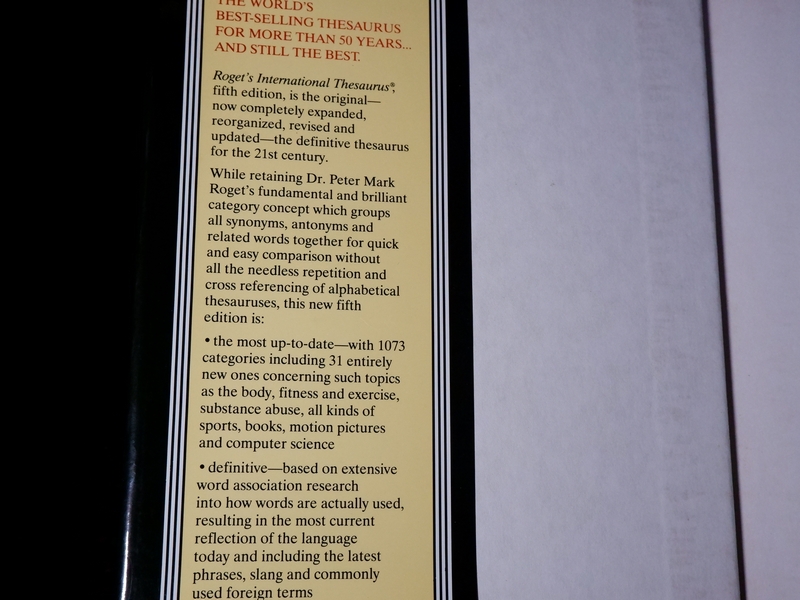 THE WORLD'S
BEST-SELLING THESAURUS
FOR MORE THAN 50 YEARS...
AND STILL THE BEST.
Roget's International Thesaurus®,
fifth edition, is the original—
now completely expanded,
reorganized, revised and
updated—the definitive thesaurus
for the 21st century.
While retaining Dr. Peter Mark
Roget's fundamental and brilliant
category concept which groups
all synonyms, antonyms and
related words together for quick
and easy comparison without
all the needless repetition and
cross referencing of alphabetical
thesauruses, this new fifth
edition is:
• the most up-to-date—with 1073
categories including 31 entirely
new ones concerning such topics
as the body, fitness and exercise,
substance abuse, all kinds of
sports, books, motion pictures
and computer science
• definitive—based on extensive
word association research
into how words are actually used,
resulting in the most current
reflection of the language
today and including the latest
phrases, slang and commonly
used foreign terms